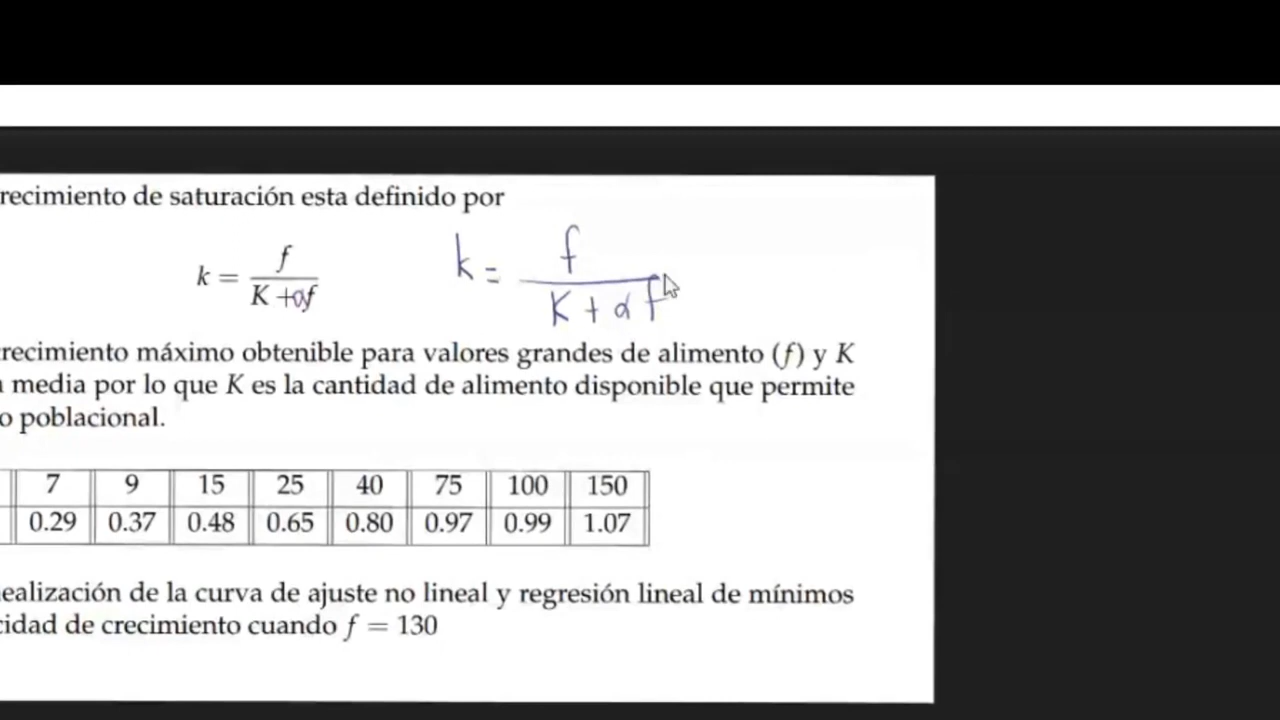 recimiento de saturación esta definido por
k = f / K + αf
k = f / K + α f
recimiento máximo obtenible para valores grandes de alimento (f) y K
media por lo que K es la cantidad de alimento disponible que permite
o poblacional.
7 9 15 25 40 75 100 150
0.29 0.37 0.48 0.65 0.80 0.97 0.99 1.07
ealización de la curva de ajuste no lineal y regresión lineal de mínimos
cidad de crecimiento cuando f = 130